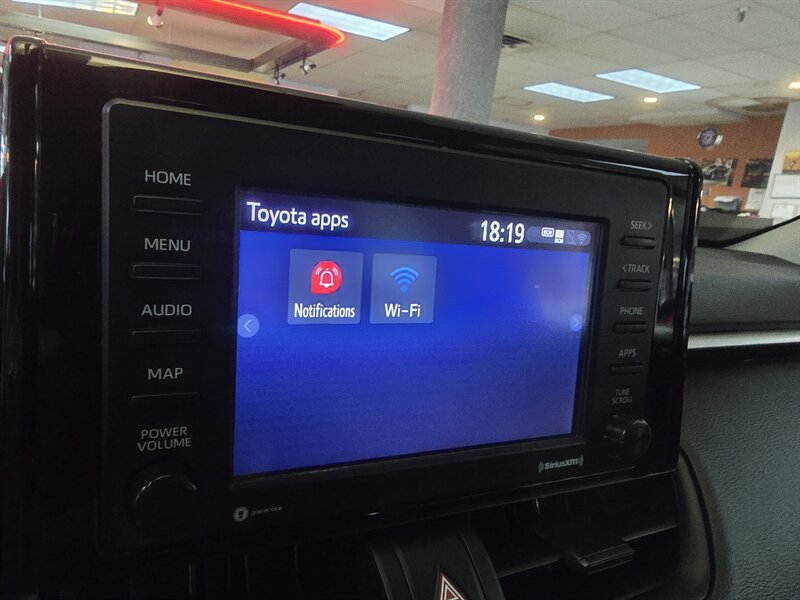 HOME
MENU
AUDIO
MAP
POWER
VOLUME
Toyota apps
18:19
Notifications
Wi-Fi
SEEK>
<TRACK
PHONE
APPS
TUNE
SCROLL
gracenote
SiriusXM